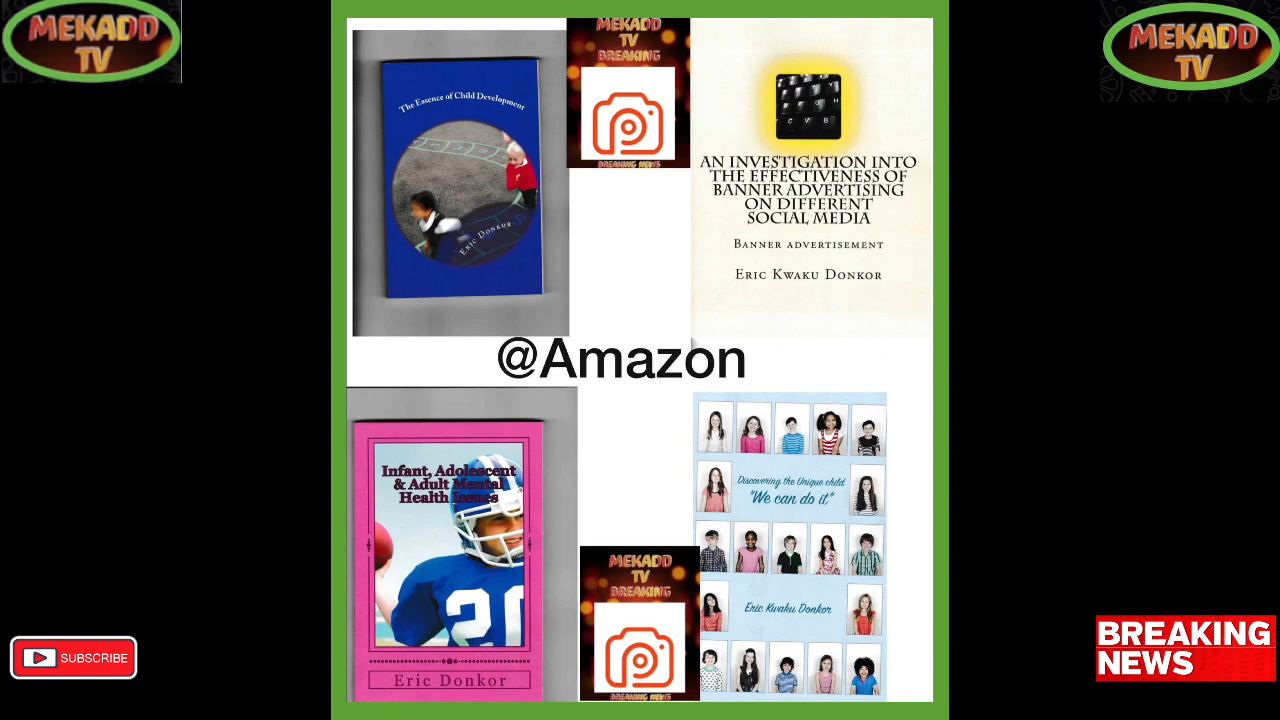 MEKADD
TV
MEKADD
TV
BREAKING
BREAKING NEWS
MEKADD
TV
The Essence of Child Development
ERIC DONKOR
Y
G H
C V B
AN INVESTIGATION INTO
THE EFFECTIVENESS OF
BANNER ADVERTISING
ON DIFFERENT
SOCIAL MEDIA
BANNER ADVERTISEMENT
ERIC KWAKU DONKOR
@Amazon
Infant, Adolescent
& Adult Mental
Health Issues
20
Eric Donkor
MEKADD
TV
BREAKING
BREAKING NEWS
Discovering the Unique child
"We can do it"
Eric Kwaku Donkor
SUBSCRIBE
BREAKING
NEWS